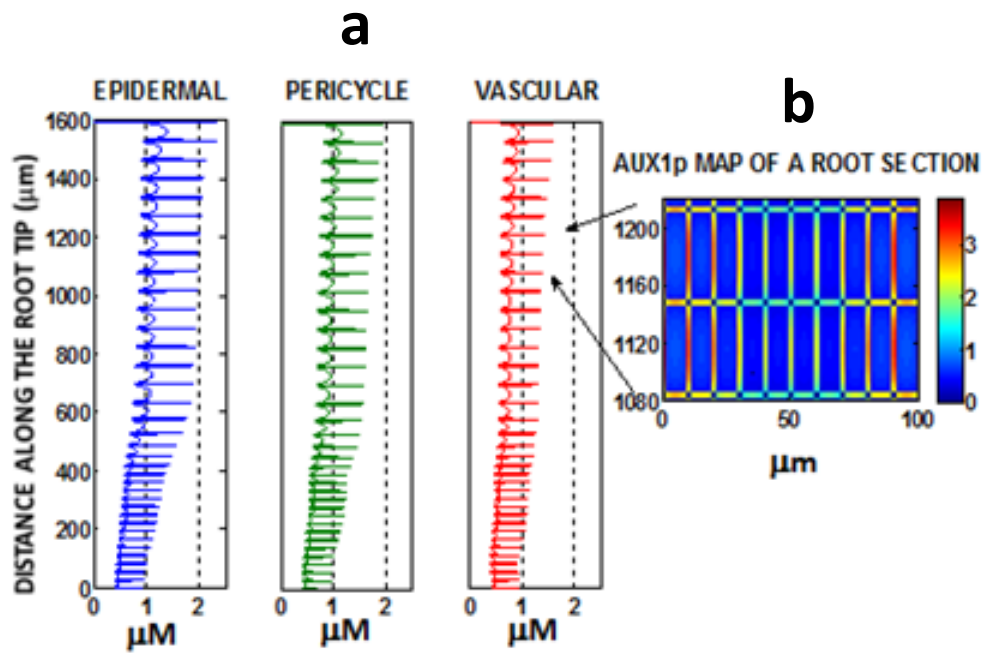 a
EPIDERMAL PERICYCLE VASCULAR
b
AUX1p MAP OF A ROOT SECTION
DISTANCE ALONG THE ROOT TIP (μm)
1600
1400
1200
1000
800
600
400
200
0
0 1 2
μM
0 1 2
μM
0 1 2
μM
1200
1160
1120
1080
0 50 100
μm
3
2
1
0